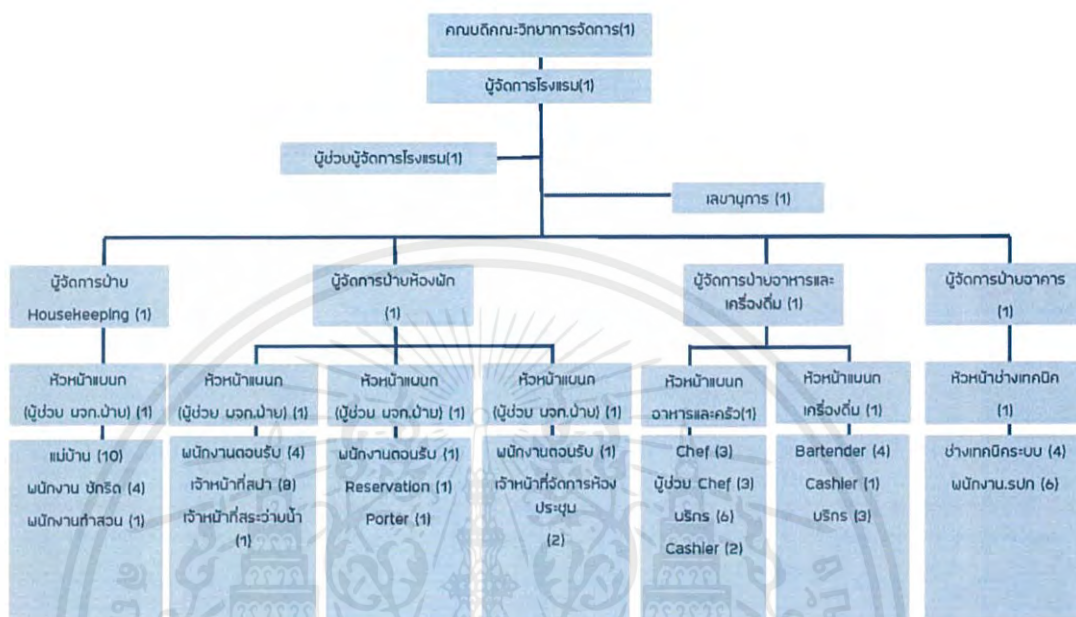 คณบดีคณะวิทยาการจัดการ(1)
ผู้จัดการโรงแรม(1)
ผู้ช่วยผู้จัดการโรงแรม(1)
เลขานุการ (1)
ผู้จัดการฝ่าย
Housekeeping (1)
ผู้จัดการฝ่ายห้องพัก
(1)
ผู้จัดการฝ่ายอาหารและ
เครื่องดื่ม (1)
ผู้จัดการฝ่ายอาคาร
(1)
หัวหน้าแผนก
(ผู้ช่วย ผจก.ฝ่าย) (1)
หัวหน้าแผนก
(ผู้ช่วย ผจก.ฝ่าย) (1)
หัวหน้าแผนก
(ผู้ช่วย ผจก.ฝ่าย) (1)
หัวหน้าแผนก
(ผู้ช่วย ผจก.ฝ่าย) (1)
หัวหน้าแผนก
อาหารและครัว(1)
หัวหน้าแผนก
เครื่องดื่ม (1)
หัวหน้าช่างเทคนิค
(1)
แม่บ้าน (10)
พนักงาน ซักรีด (4)
พนักงานทำสวน (1)
พนักงานตอนรับ (4)
เจ้าหน้าที่สปา (8)
เจ้าหน้าที่สระว่ายน้ำ
(1)
พนักงานตอนรับ (1)
Reservation (1)
Porter (1)
พนักงานตอนรับ (1)
เจ้าหน้าที่จัดการห้อง
ประชุม
(2)
Chef (3)
ผู้ช่วย Chef (3)
บริกร (6)
Cashier (2)
Bartender (4)
Cashier (1)
บริกร (3)
ช่างเทคนิคระบบ (4)
พนักงาน.รปภ (6)